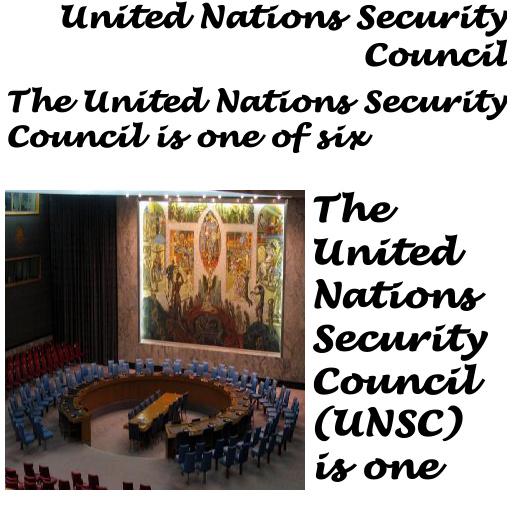 United Nations Security
Council
The United Nations Security
Council is one of six
The
United
Nations
Security
Council
(UNSC)
is one